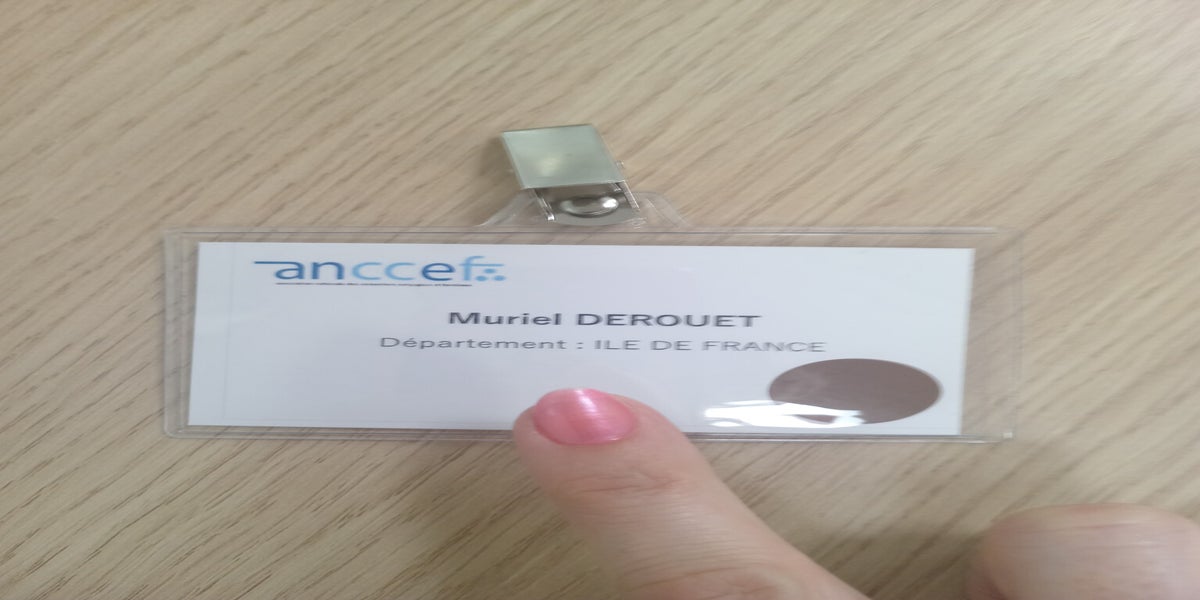 anccef
Muriel DEROUET
Département : ILE DE FRANCE